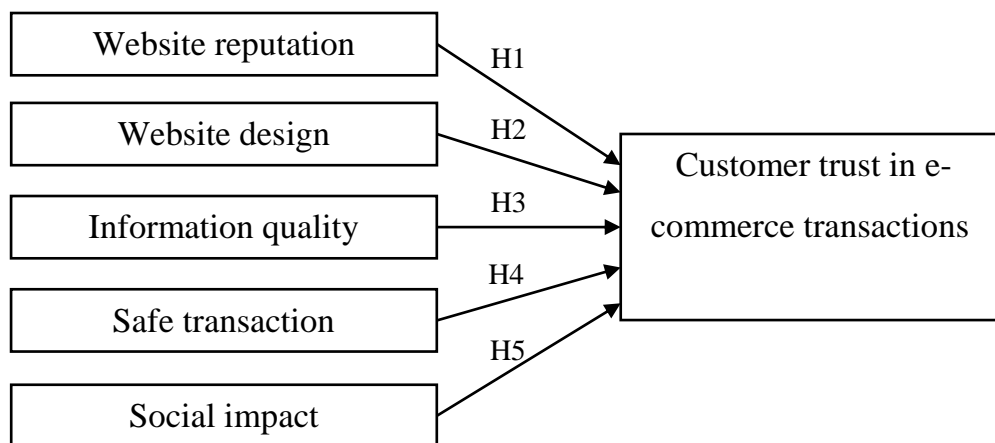 Website reputation
H1
Website design
H2
Customer trust in e-
commerce transactions
Information quality
H3
Safe transaction
H4
Social impact
H5